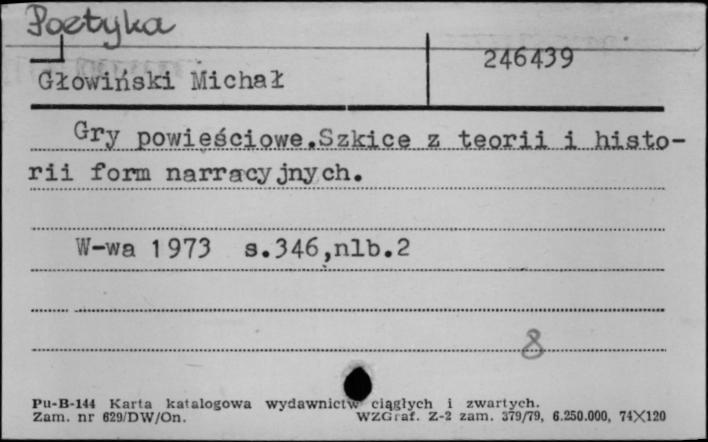 Poetyka
246439
Głowiński Michał
Gry powieściowe.Szkice z teorii i histo-
rii form narracyjnych.
W-wa 1973 s.346,nlb.2
8
Pu-B-144 Karta katalogowa wydawnictw ciągłych i zwartych.
Zam. nr 629/DW/On. WZGraf. Z-2 zam. 379/79, 6.250.000, 74×120